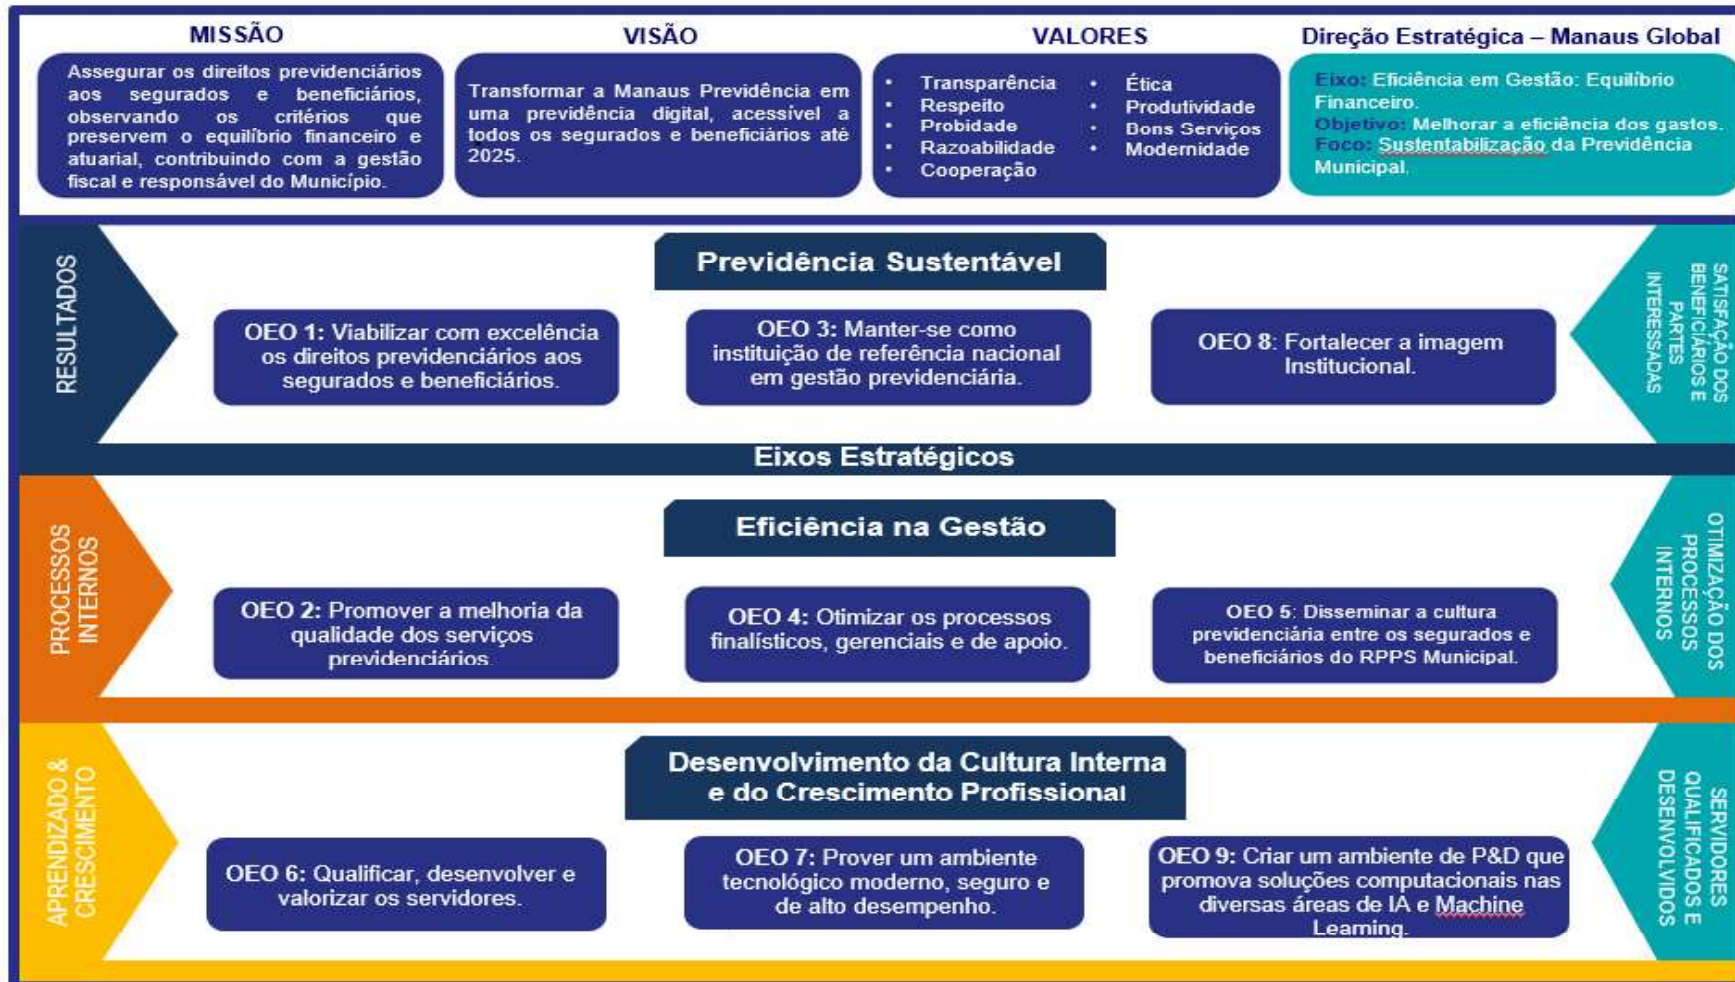 MISSÃO
Assegurar os direitos previdenciários
aos segurados e beneficiários,
observando os critérios que
preservem o equilíbrio financeiro e
atuarial, contribuindo com a gestão
fiscal e responsável do Município.
VISÃO
Transformar a Manaus Previdência em
uma previdência digital, acessível a
todos os segurados e beneficiários até
2025.
VALORES
• Transparência
• Respeito
• Probidade
• Razoabilidade
• Cooperação
• Ética
• Produtividade
• Bons Serviços
• Modernidade
Direção Estratégica – Manaus Global
Eixo: Eficiência em Gestão: Equilíbrio
Financeiro.
Objetivo: Melhorar a eficiência dos gastos.
Foco: Sustentabilização da Previdência
Municipal.
RESULTADOS
Previdência Sustentável
OEO 1: Viabilizar com excelência
os direitos previdenciários aos
segurados e beneficiários.
OEO 3: Manter-se como
instituição de referência nacional
em gestão previdenciária.
OEO 8: Fortalecer a imagem
Institucional.
SATISFAÇÃO DOS
BENEFICIÁRIOS E
PARTES
INTERESSADAS
Eixos Estratégicos
PROCESSOS
INTERNOS
Eficiência na Gestão
OEO 2: Promover a melhoria da
qualidade dos serviços
previdenciários.
OEO 4: Otimizar os processos
finalísticos, gerenciais e de apoio.
OEO 5: Disseminar a cultura
previdenciária entre os segurados e
beneficiários do RPPS Municipal.
OTIMIZAÇÃO DOS
PROCESSOS
INTERNOS
APRENDIZADO &
CRESCIMENTO
Desenvolvimento da Cultura Interna
e do Crescimento Profissional
OEO 6: Qualificar, desenvolver e
valorizar os servidores.
OEO 7: Prover um ambiente
tecnológico moderno, seguro e
de alto desempenho.
OEO 9: Criar um ambiente de P&D que
promova soluções computacionais nas
diversas áreas de IA e Machine
Learning.
SERVIDORES
QUALIFICADOS E
DESENVOLVIDOS